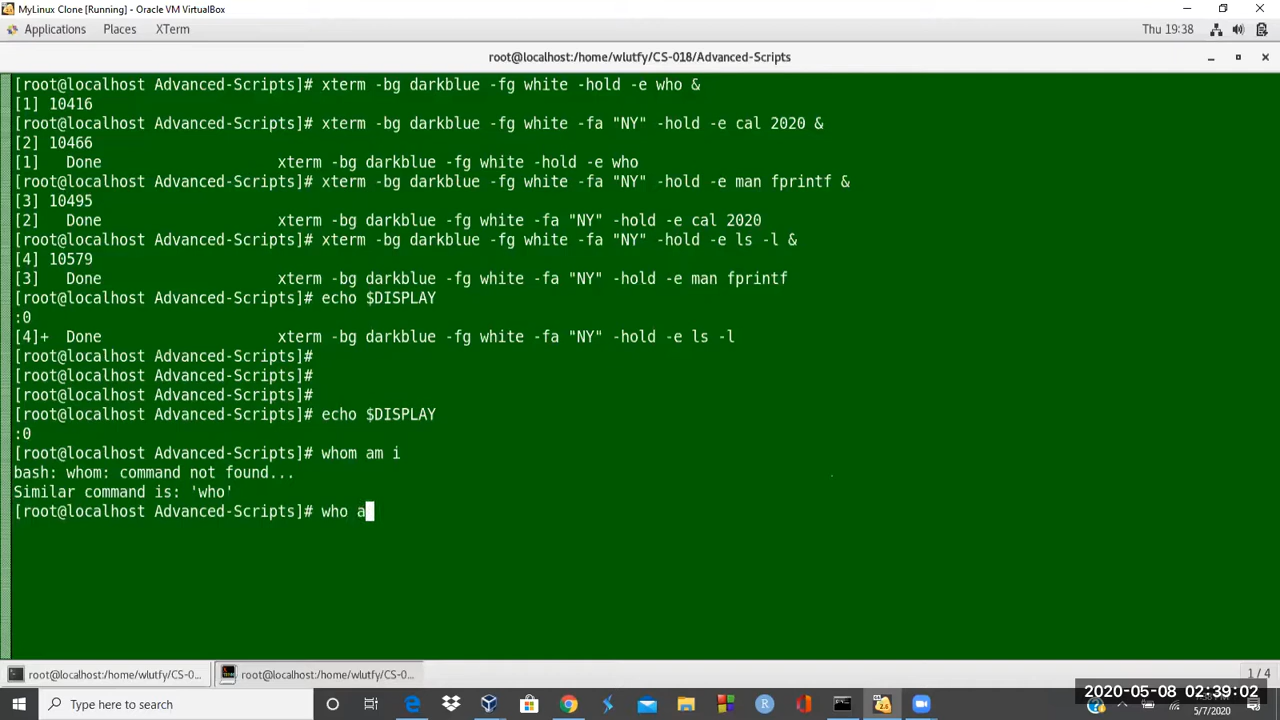 MyLinux Clone [Running] - Oracle VM VirtualBox
Applications Places XTerm Thu 19:38
root@localhost:/home/wlutfy/CS-018/Advanced-Scripts
[root@localhost Advanced-Scripts]# xterm -bg darkblue -fg white -hold -e who &
[1] 10416
[root@localhost Advanced-Scripts]# xterm -bg darkblue -fg white -fa "NY" -hold -e cal 2020 &
[2] 10466
[1] Done xterm -bg darkblue -fg white -hold -e who
[root@localhost Advanced-Scripts]# xterm -bg darkblue -fg white -fa "NY" -hold -e man fprintf &
[3] 10495
[2] Done xterm -bg darkblue -fg white -fa "NY" -hold -e cal 2020
[root@localhost Advanced-Scripts]# xterm -bg darkblue -fg white -fa "NY" -hold -e ls -l &
[4] 10579
[3] Done xterm -bg darkblue -fg white -fa "NY" -hold -e man fprintf
[root@localhost Advanced-Scripts]# echo $DISPLAY
:0
[4]+ Done xterm -bg darkblue -fg white -fa "NY" -hold -e ls -l
[root@localhost Advanced-Scripts]#
[root@localhost Advanced-Scripts]#
[root@localhost Advanced-Scripts]#
[root@localhost Advanced-Scripts]# echo $DISPLAY
:0
[root@localhost Advanced-Scripts]# whom am i
bash: whom: command not found...
Similar command is: 'who'
[root@localhost Advanced-Scripts]# who a
root@localhost:/home/wlutfy/CS-0... root@localhost:/home/wlutfy/CS-0... 1 / 4
2020-05-08 02:39:02
Type here to search 5/7/2020